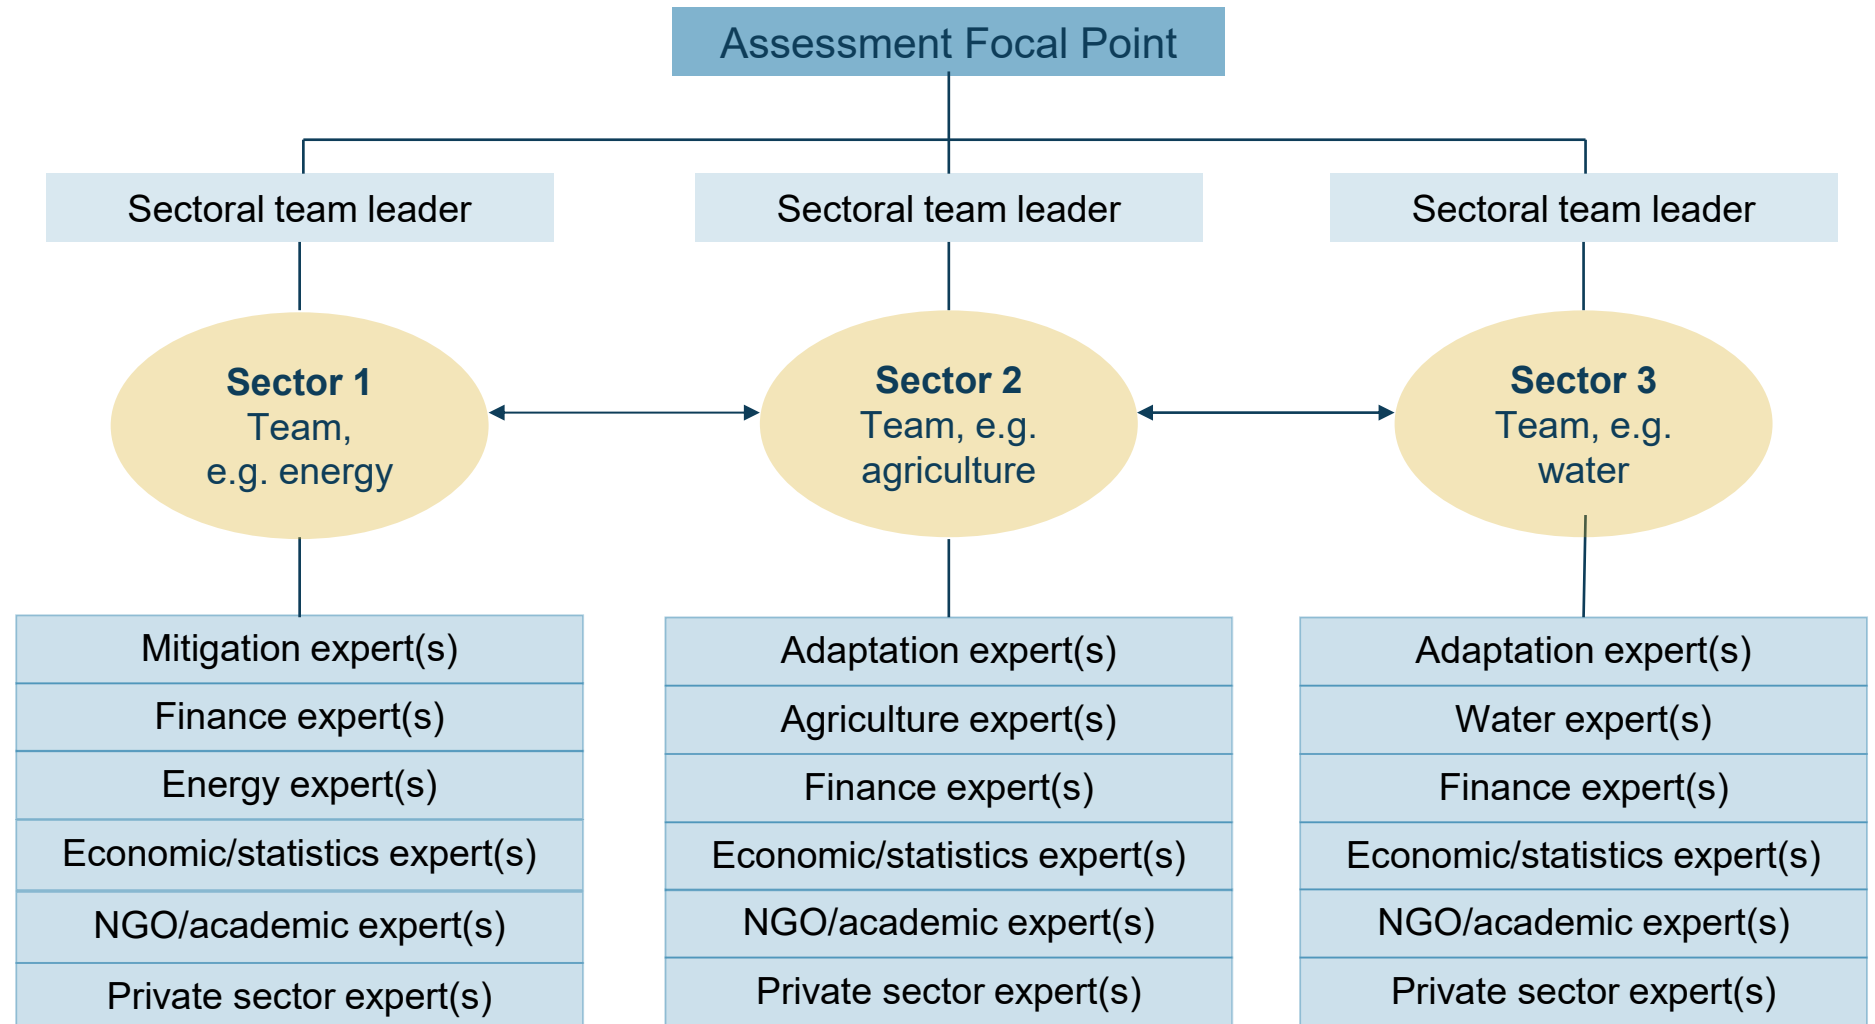 Assessment Focal Point
Sectoral team leader
Sectoral team leader
Sectoral team leader
Sector 1
Team,
e.g. energy
Sector 2
Team, e.g.
agriculture
Sector 3
Team, e.g.
water
Mitigation expert(s)
Finance expert(s)
Energy expert(s)
Economic/statistics expert(s)
NGO/academic expert(s)
Private sector expert(s)
Adaptation expert(s)
Agriculture expert(s)
Finance expert(s)
Economic/statistics expert(s)
NGO/academic expert(s)
Private sector expert(s)
Adaptation expert(s)
Water expert(s)
Finance expert(s)
Economic/statistics expert(s)
NGO/academic expert(s)
Private sector expert(s)